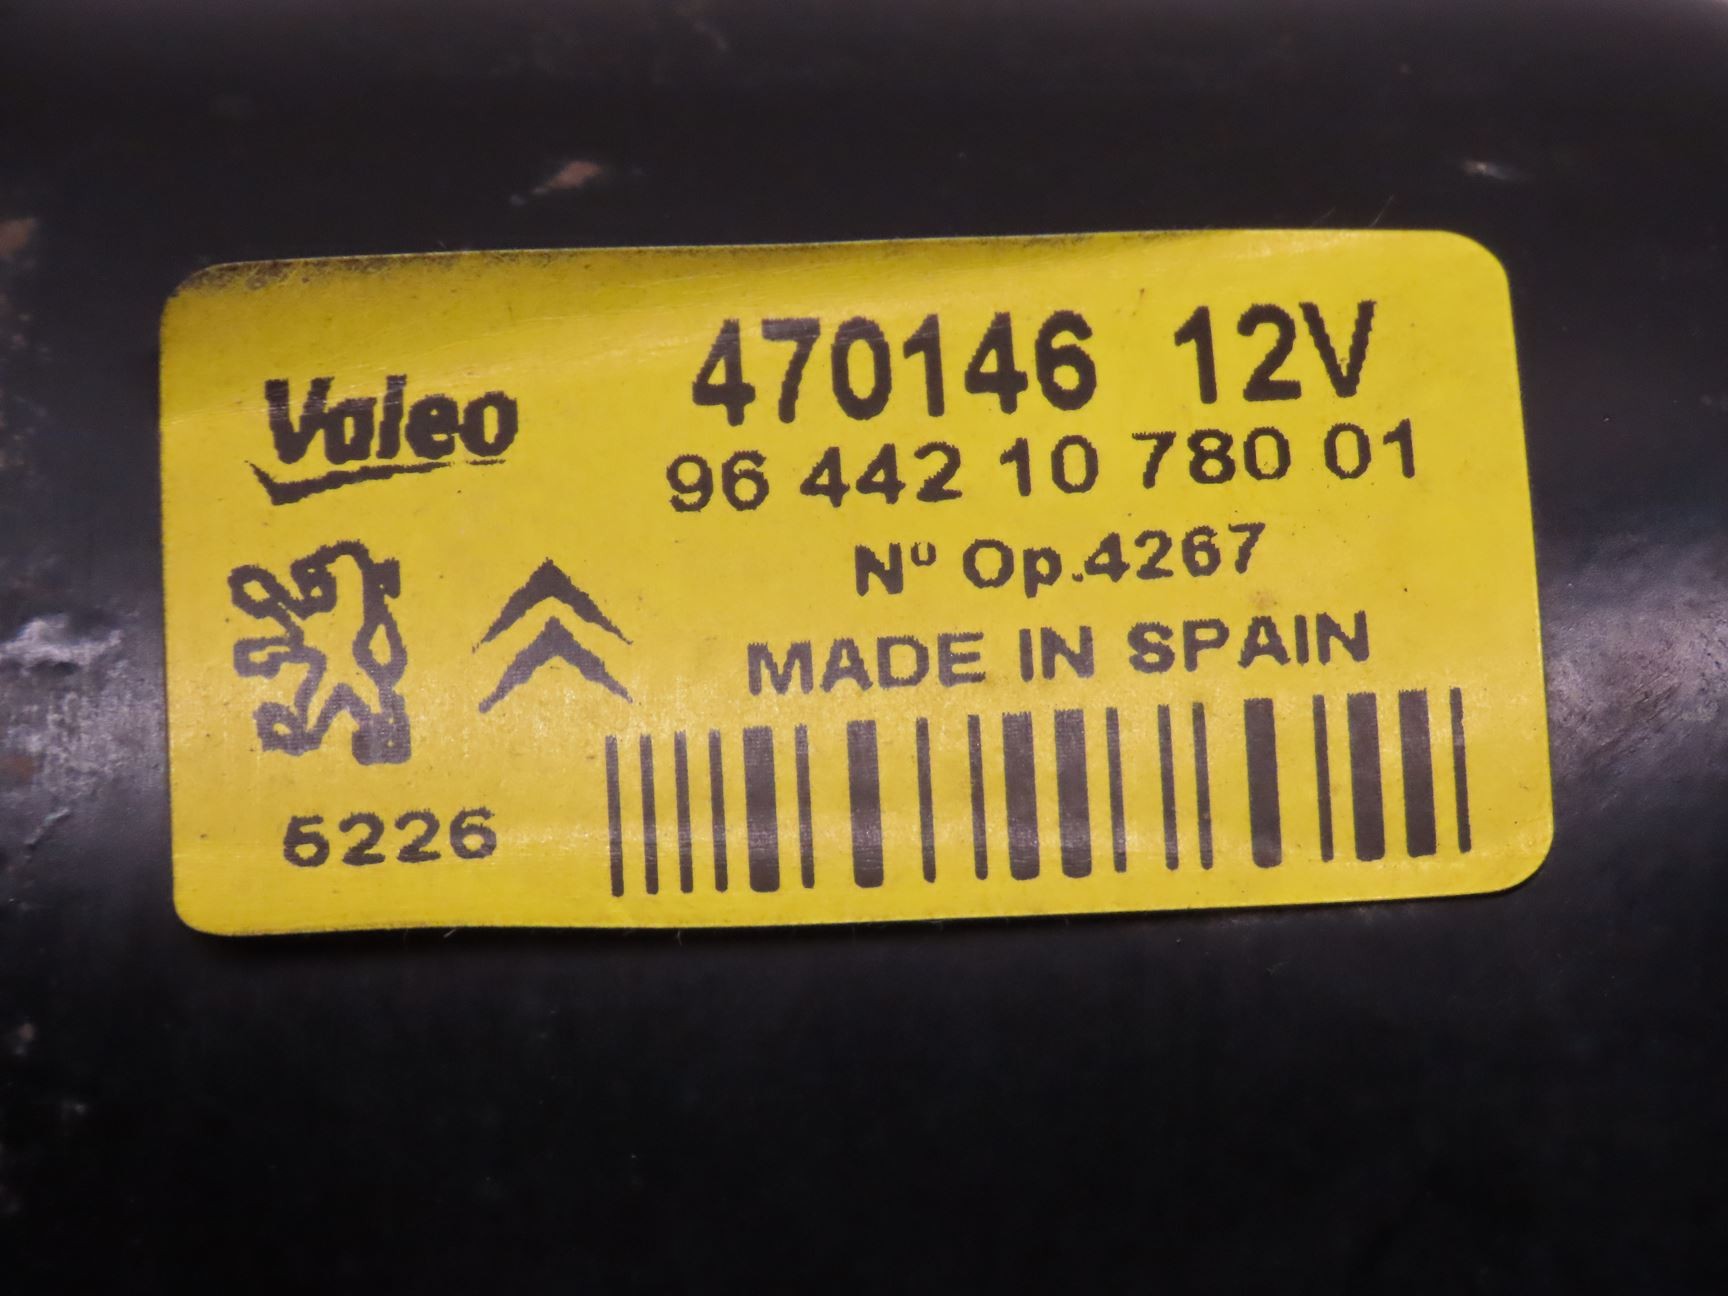 Valeo
470146 12V
96 442 10 780 01
Nº Op.4267
MADE IN SPAIN
5226